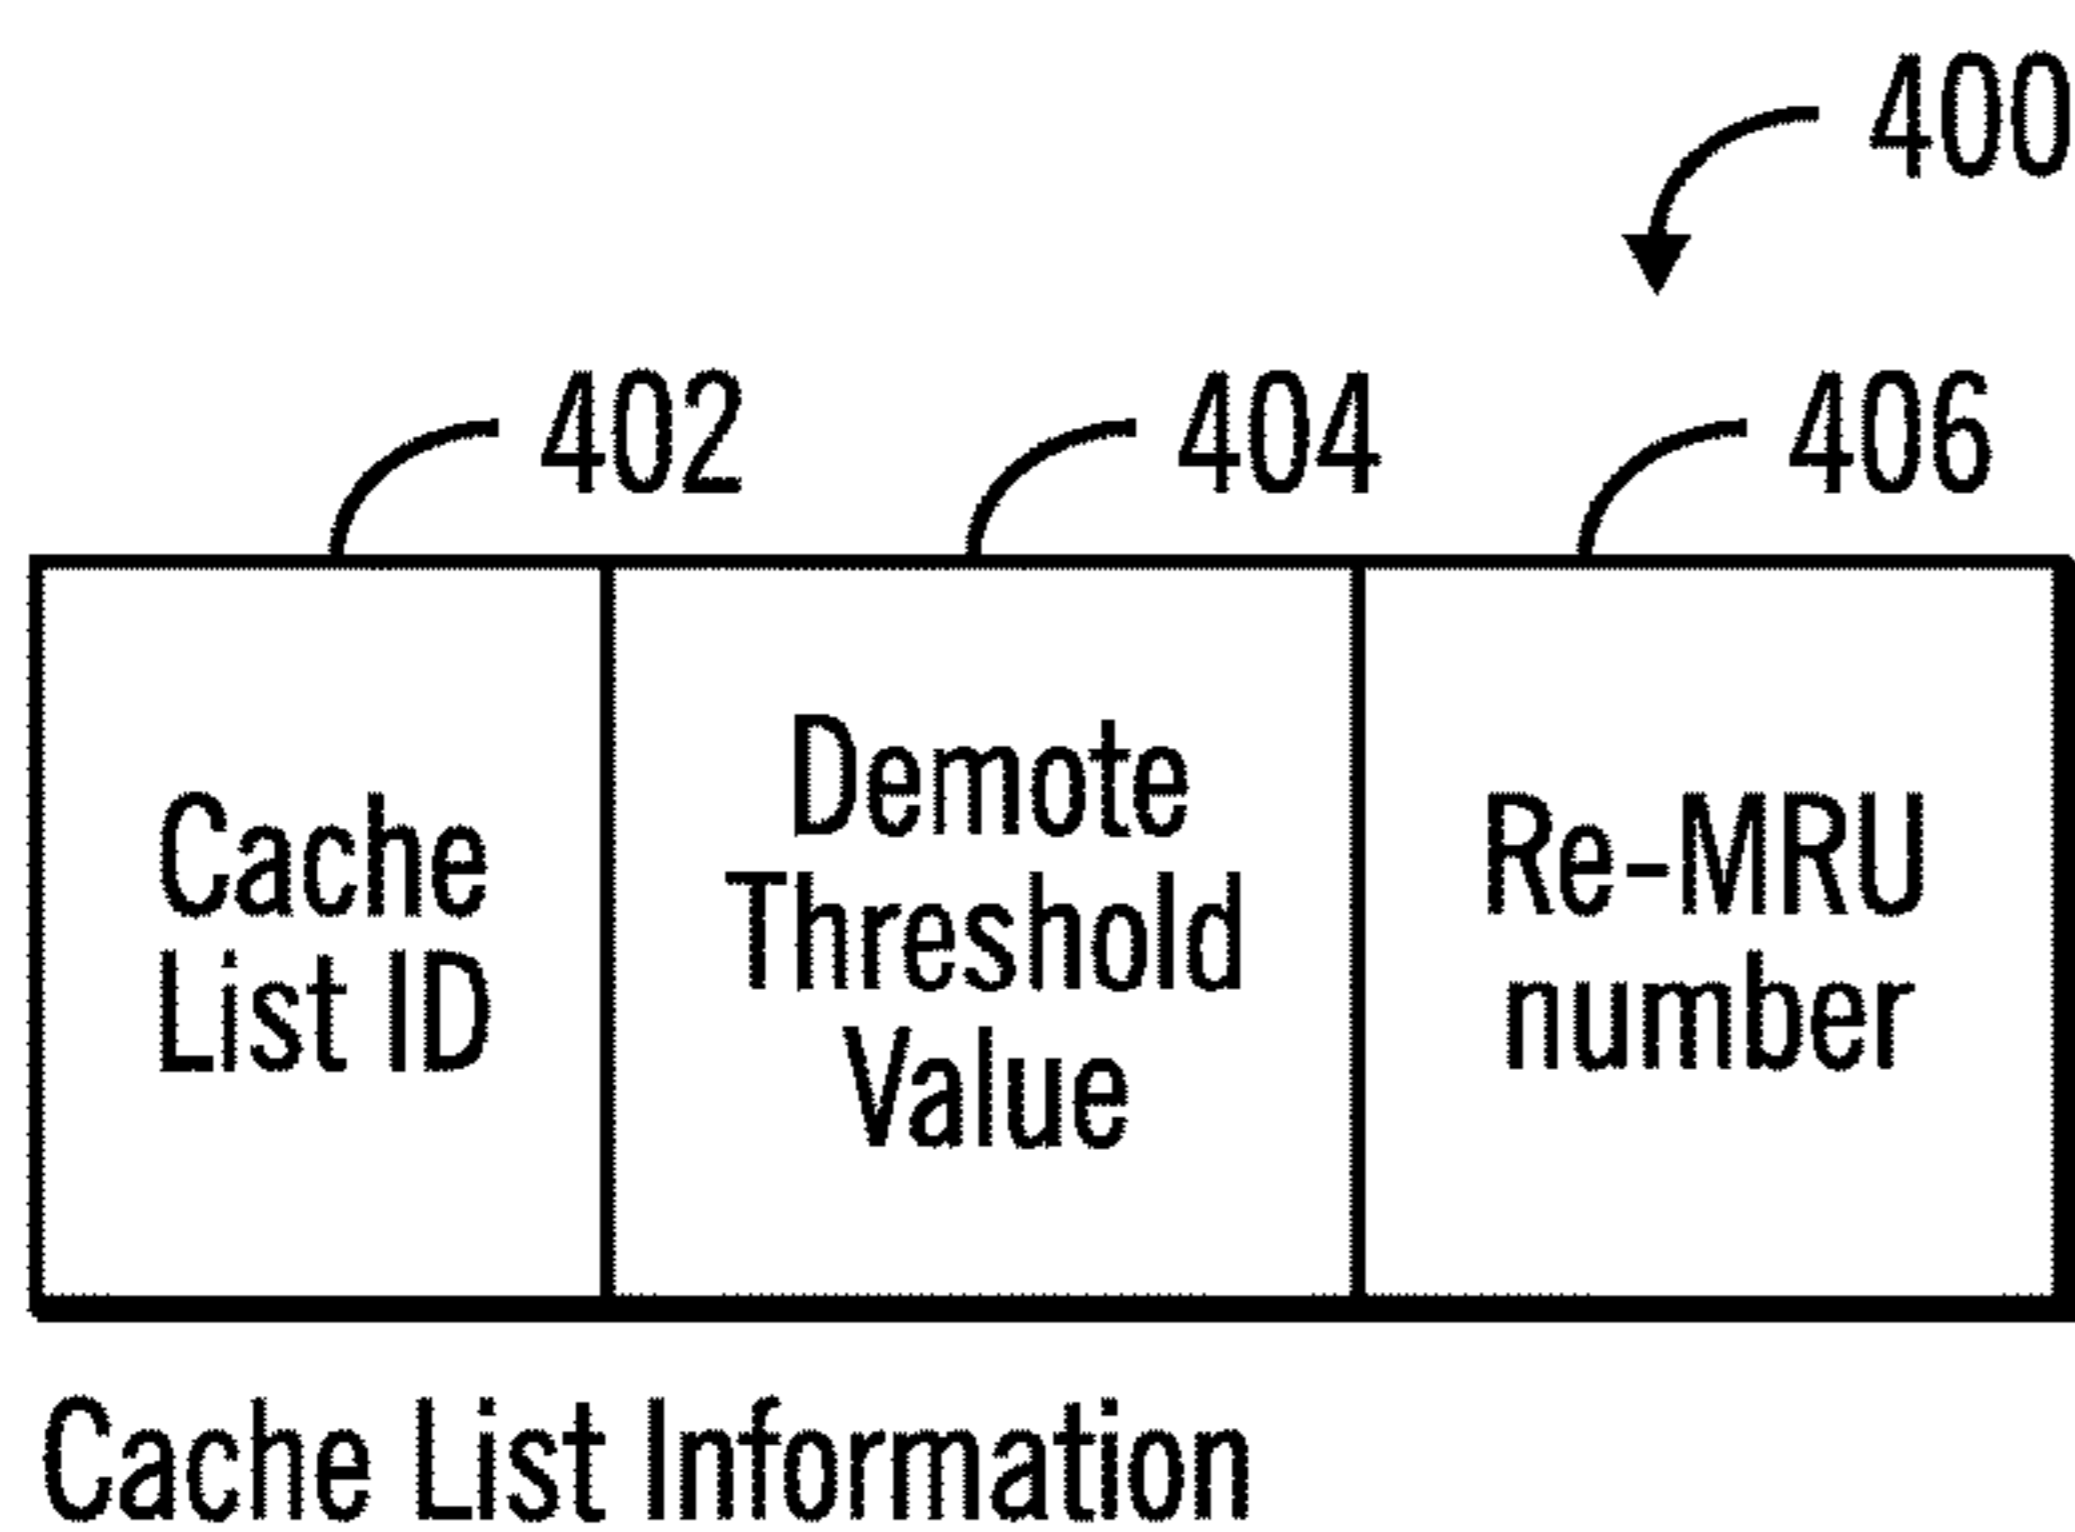 400
402
404
406
Cache
List ID
Demote
Threshold
Value
Re-MRU
number
Cache List Information